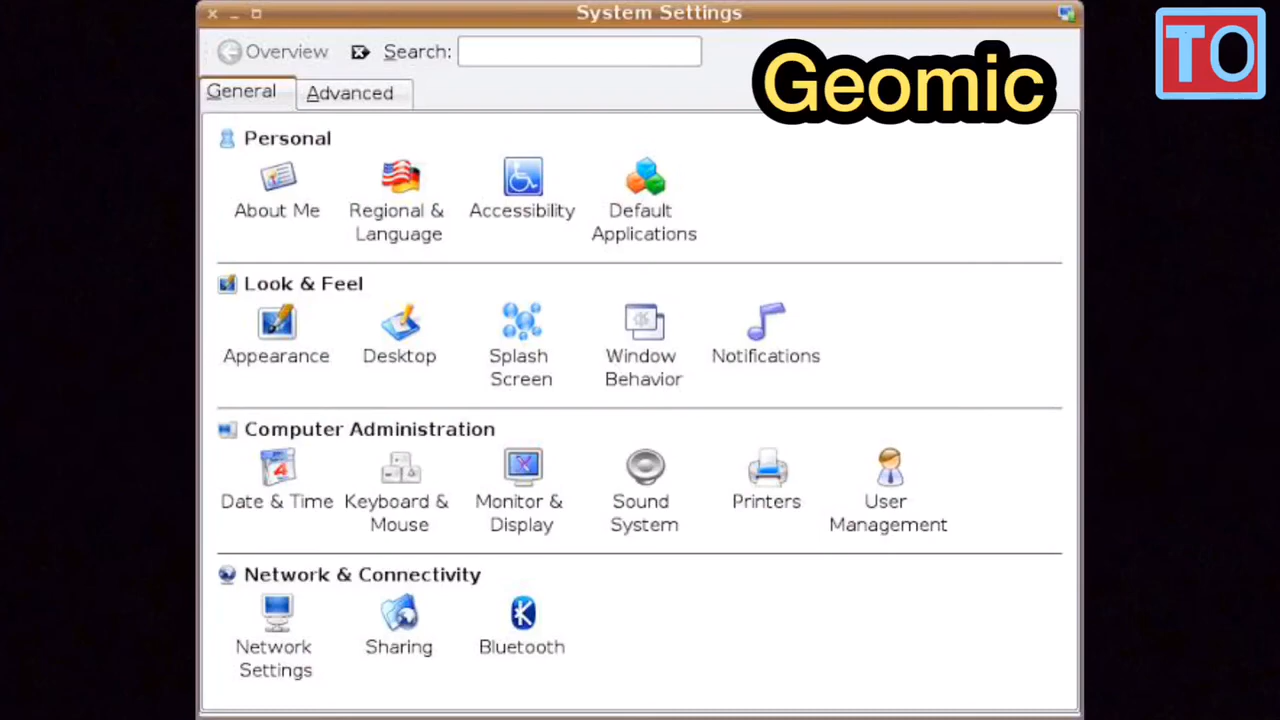 System Settings
Overview Search:
Geomic
TO
General Advanced
Personal
About Me Regional & Language Accessibility Default Applications
Look & Feel
Appearance Desktop Splash Screen Window Behavior Notifications
Computer Administration
Date & Time Keyboard & Mouse Monitor & Display Sound System Printers User Management
Network & Connectivity
Network Settings Sharing Bluetooth